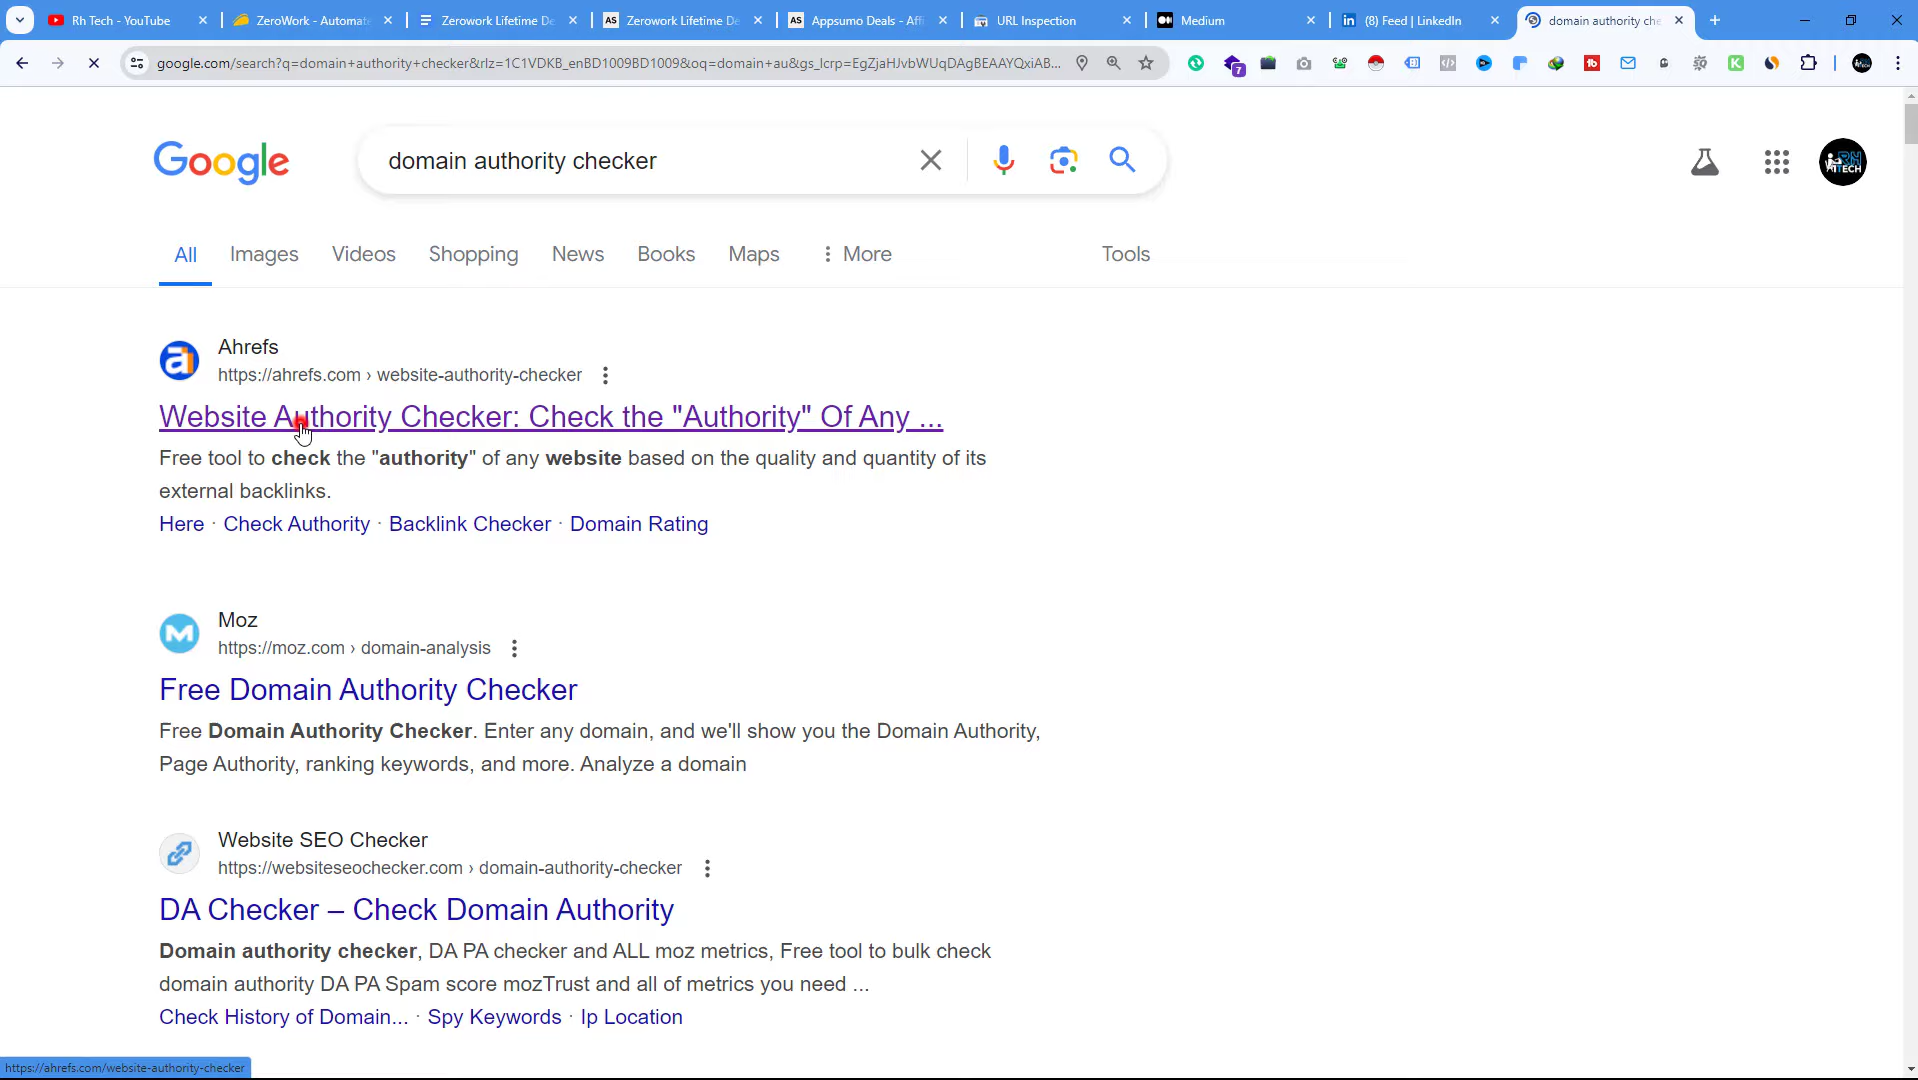 Rh Tech - YouTube
ZeroWork - Automate
Zerowork Lifetime De
AS Zerowork Lifetime De
AS Appsumo Deals - Affi
URL Inspection
Medium
in (8) Feed | LinkedIn
domain authority che
google.com/search?q=domain+authority+checker&rlz=1C1VDKB_enBD1009BD1009&oq=domain+au&gs_lcrp=EgZjaHJvbWUqDAgBEAAYQxiAB...
7
Google
domain authority checker
RH TECH
All
Images
Videos
Shopping
News
Books
Maps
More
Tools
Ahrefs
https://ahrefs.com › website-authority-checker
Website Authority Checker: Check the "Authority" Of Any ...
Free tool to check the "authority" of any website based on the quality and quantity of its
external backlinks.
Here · Check Authority · Backlink Checker · Domain Rating
Moz
https://moz.com › domain-analysis
Free Domain Authority Checker
Free Domain Authority Checker. Enter any domain, and we'll show you the Domain Authority,
Page Authority, ranking keywords, and more. Analyze a domain
Website SEO Checker
https://websiteseochecker.com › domain-authority-checker
DA Checker – Check Domain Authority
Domain authority checker, DA PA checker and ALL moz metrics, Free tool to bulk check
domain authority DA PA Spam score mozTrust and all of metrics you need ...
Check History of Domain... · Spy Keywords · Ip Location
https://ahrefs.com/website-authority-checker